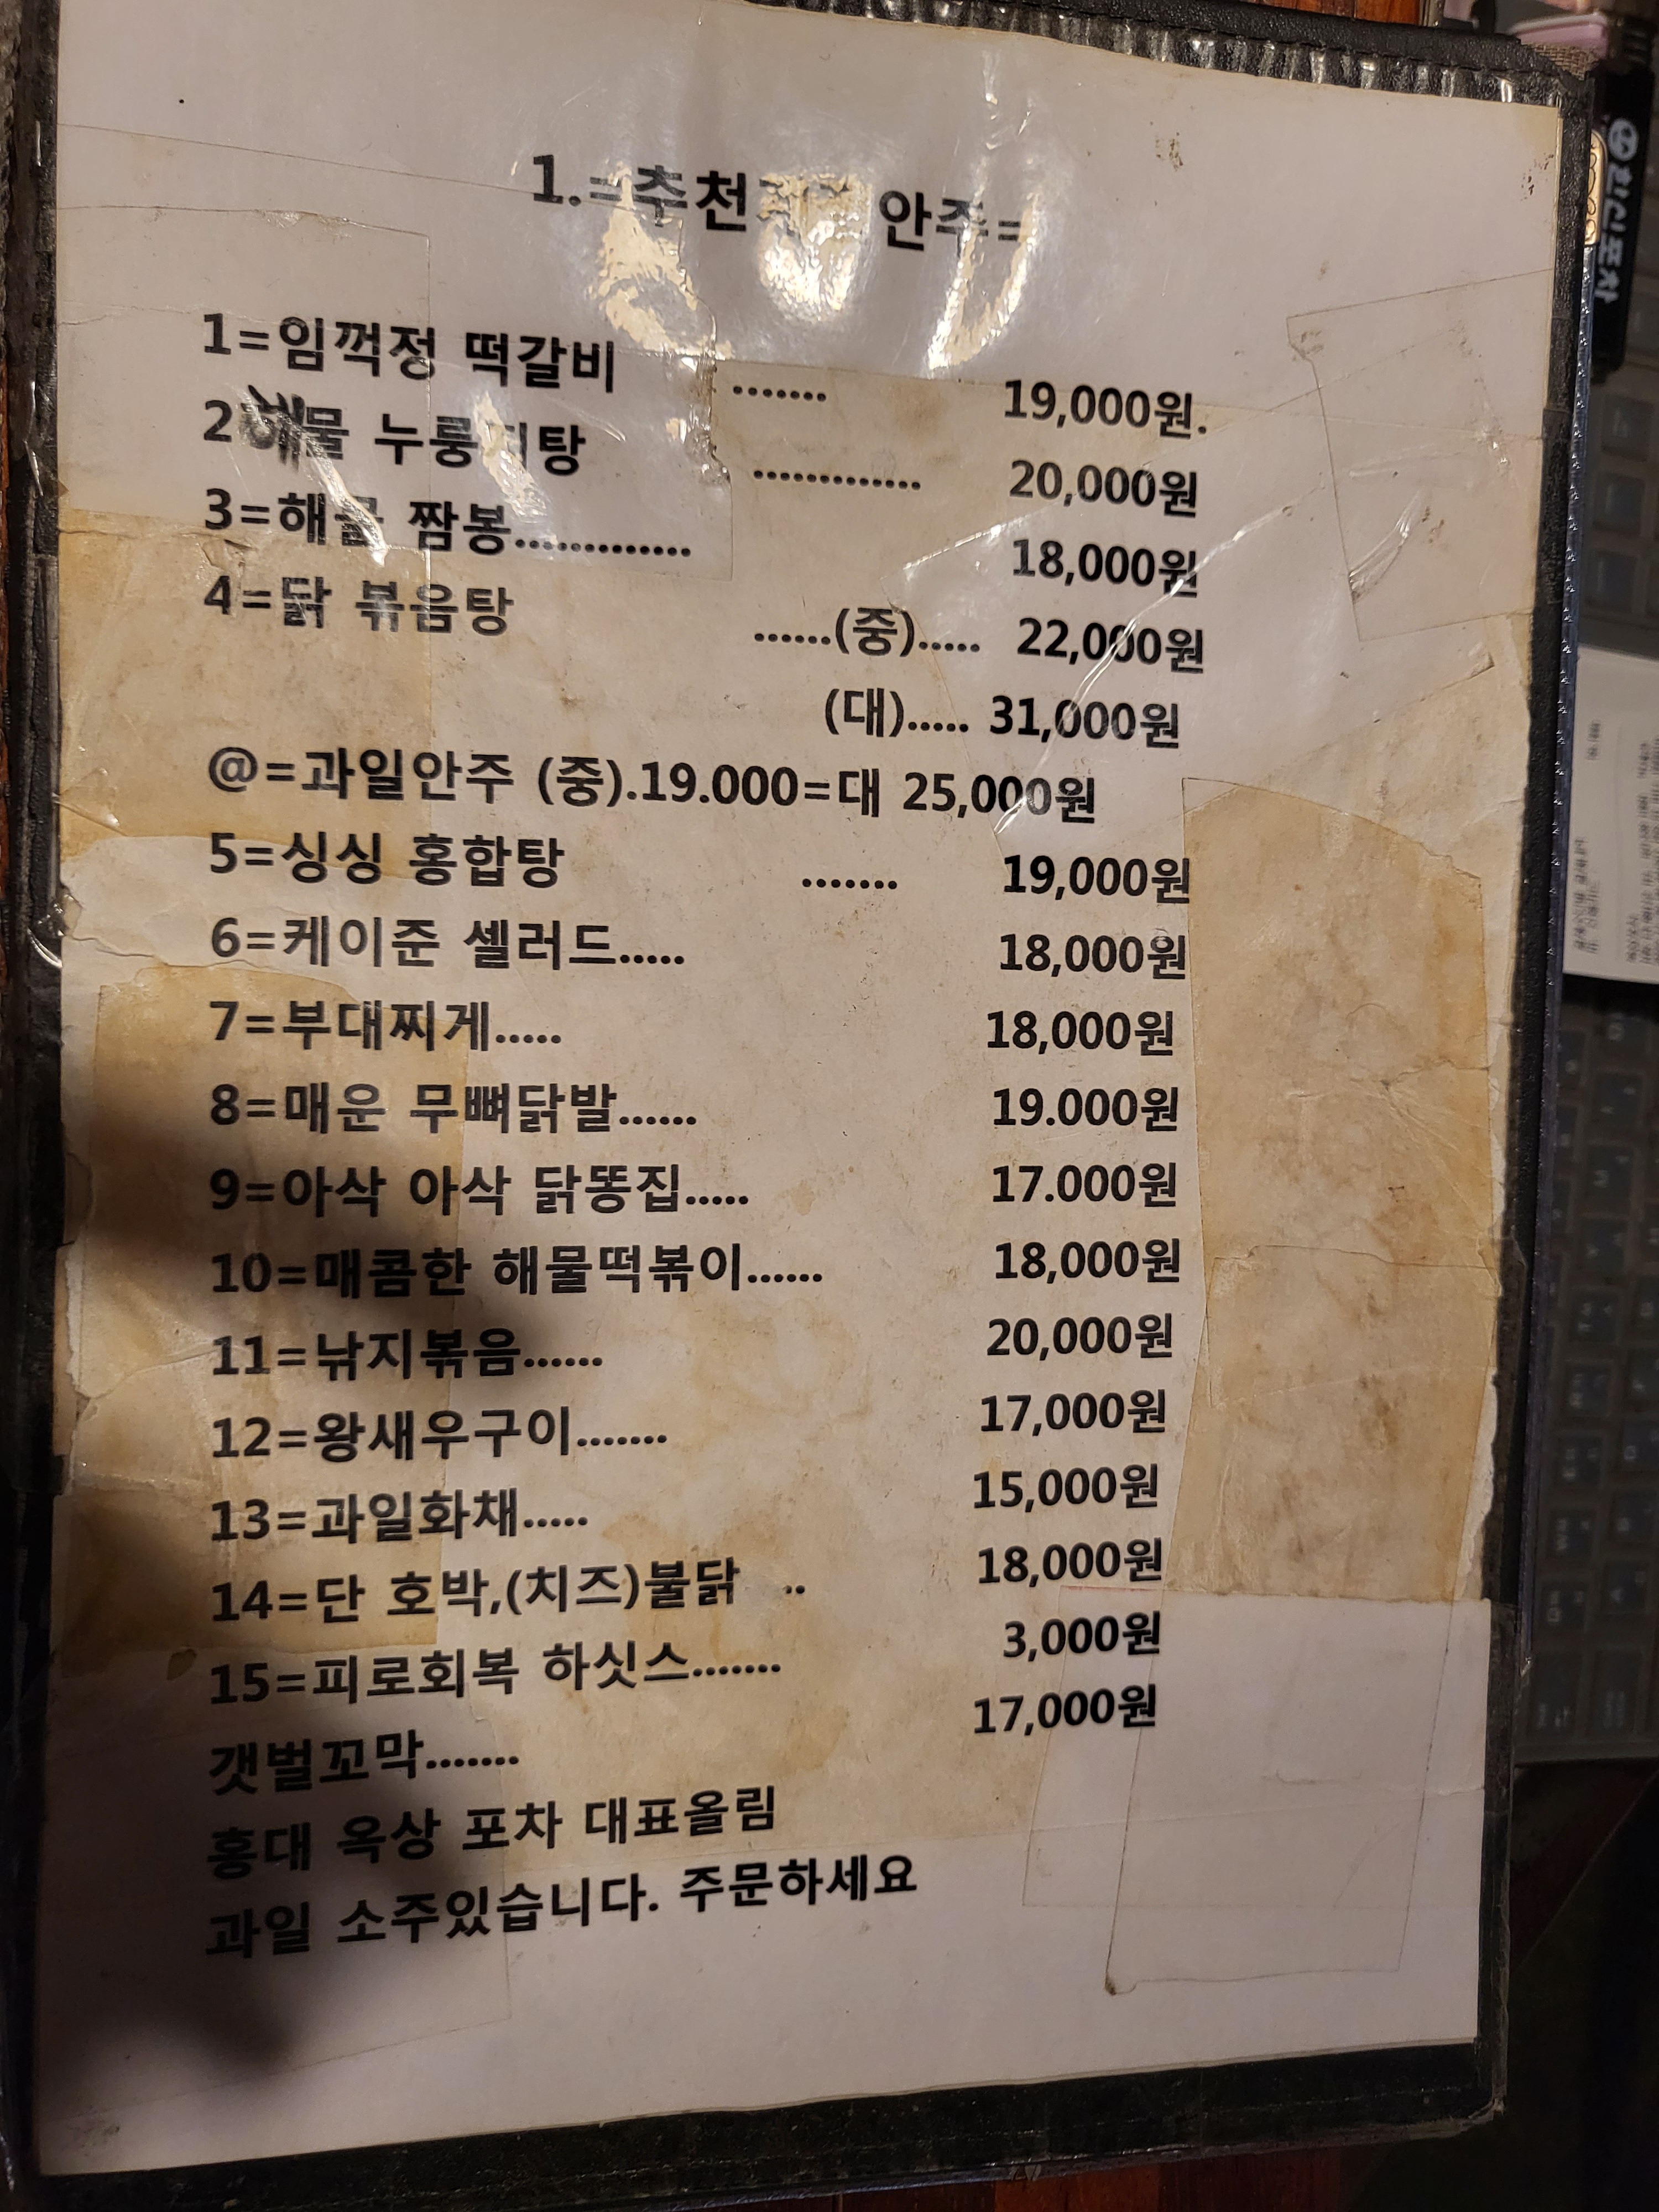 1.=추천 안주=
1=임꺽정 떡갈비 ....... 19,000원.
2 해물 누룽지탕 ............. 20,000원
3=해물 짬봉............. 18,000원
4=닭 볶음탕 ......(중)..... 22,000원
(대)..... 31,000원
@=과일안주 (중).19.000=대 25,000원
5=싱싱 홍합탕 ....... 19,000원
6=케이준 셀러드..... 18,000원
7=부대찌게..... 18,000원
8=매운 무뼈닭발...... 19.000원
9=아삭 아삭 닭똥집..... 17.000원
10=매콤한 해물떡볶이...... 18,000원
11=낚지볶음...... 20,000원
12=왕새우구이....... 17,000원
13=과일화채..... 15,000원
14=단 호박,(치즈)불닭 .. 18,000원
15=피로회복 하싯스....... 3,000원
갯벌꼬막....... 17,000원
홍대 옥상 포차 대표올림
과일 소주있습니다. 주문하세요
한신포차